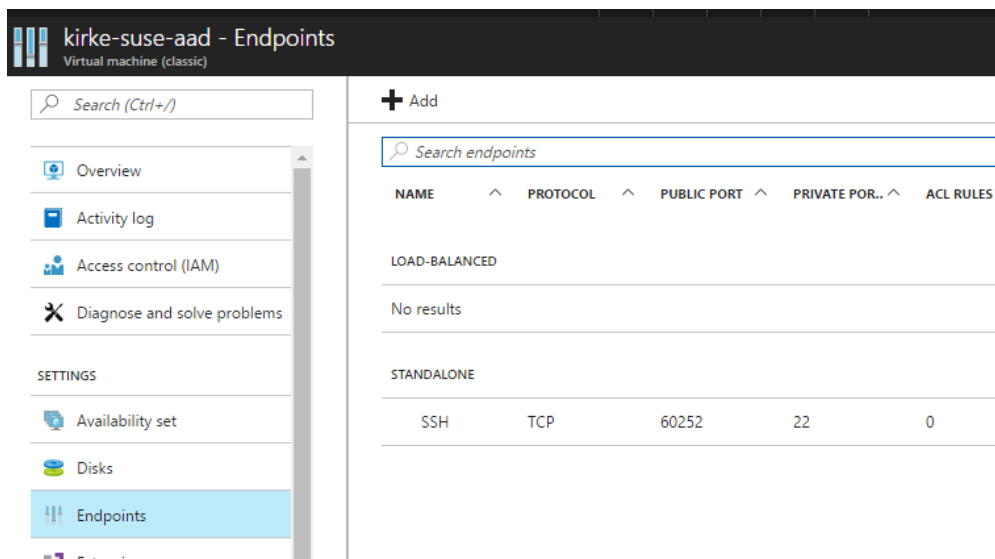 kirke-suse-aad - Endpoints
Virtual machine (classic)
Search (Ctrl+/)
Overview
Activity log
Access control (IAM)
Diagnose and solve problems
SETTINGS
Availability set
Disks
Endpoints
Add
Search endpoints
NAME PROTOCOL PUBLIC PORT PRIVATE POR.. ACL RULES
LOAD-BALANCED
No results
STANDALONE
SSH TCP 60252 22 0